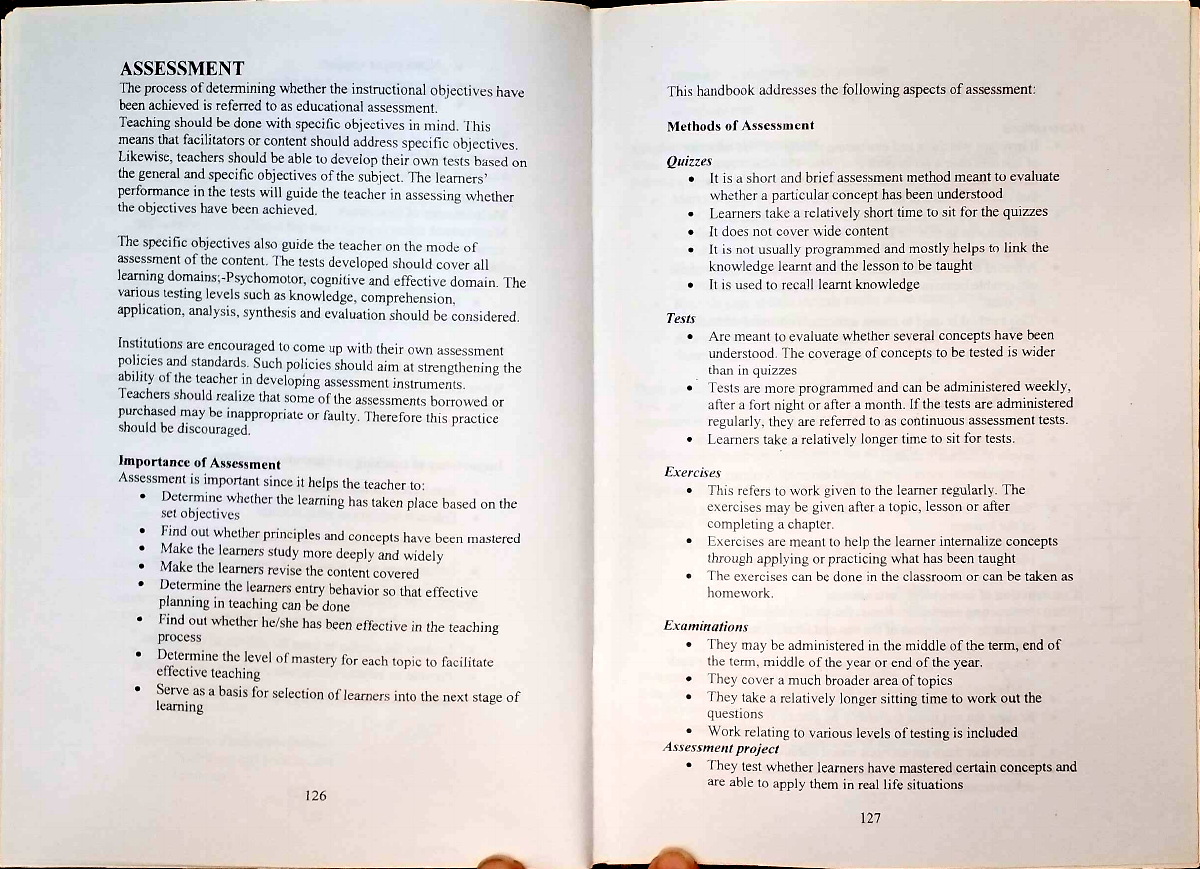 ASSESSMENT
The process of determining whether the instructional objectives have
been achieved is referred to as educational assessment.
Teaching should be done with specific objectives in mind. This
means that facilitators or content should address specific objectives.
Likewise, teachers should be able to develop their own tests based on
the general and specific objectives of the subject. The learners'
performance in the tests will guide the teacher in assessing whether
the objectives have been achieved.
The specific objectives also guide the teacher on the mode of
assessment of the content. The tests developed should cover all
learning domains;-Psychomotor, cognitive and effective domain. The
various testing levels such as knowledge, comprehension,
application, analysis, synthesis and evaluation should be considered.
Institutions are encouraged to come up with their own assessment
policies and standards. Such policies should aim at strengthening the
ability of the teacher in developing assessment instruments.
Teachers should realize that some of the assessments borrowed or
purchased may be inappropriate or faulty. Therefore this practice
should be discouraged.
Importance of Assessment
Assessment is important since it helps the teacher to:
• Determine whether the learning has taken place based on the
set objectives
• Find out whether principles and concepts have been mastered
• Make the learners study more deeply and widely
• Make the learners revise the content covered
• Determine the learners entry behavior so that effective
planning in teaching can be done
• Find out whether he/she has been effective in the teaching
process
• Determine the level of mastery for each topic to facilitate
effective teaching
• Serve as a basis for selection of learners into the next stage of
learning
126
This handbook addresses the following aspects of assessment:
Methods of Assessment
Quizzes
• It is a short and brief assessment method meant to evaluate
whether a particular concept has been understood
• Learners take a relatively short time to sit for the quizzes
• It does not cover wide content
• It is not usually programmed and mostly helps to link the
knowledge learnt and the lesson to be taught
• It is used to recall learnt knowledge
Tests
• Are meant to evaluate whether several concepts have been
understood. The coverage of concepts to be tested is wider
than in quizzes
• Tests are more programmed and can be administered weekly,
after a fort night or after a month. If the tests are administered
regularly, they are referred to as continuous assessment tests.
• Learners take a relatively longer time to sit for tests.
Exercises
• This refers to work given to the learner regularly. The
exercises may be given after a topic, lesson or after
completing a chapter.
• Exercises are meant to help the learner internalize concepts
through applying or practicing what has been taught
• The exercises can be done in the classroom or can be taken as
homework.
Examinations
• They may be administered in the middle of the term, end of
the term, middle of the year or end of the year.
• They cover a much broader area of topics
• They take a relatively longer sitting time to work out the
questions
• Work relating to various levels of testing is included
Assessment project
• They test whether learners have mastered certain concepts and
are able to apply them in real life situations
127